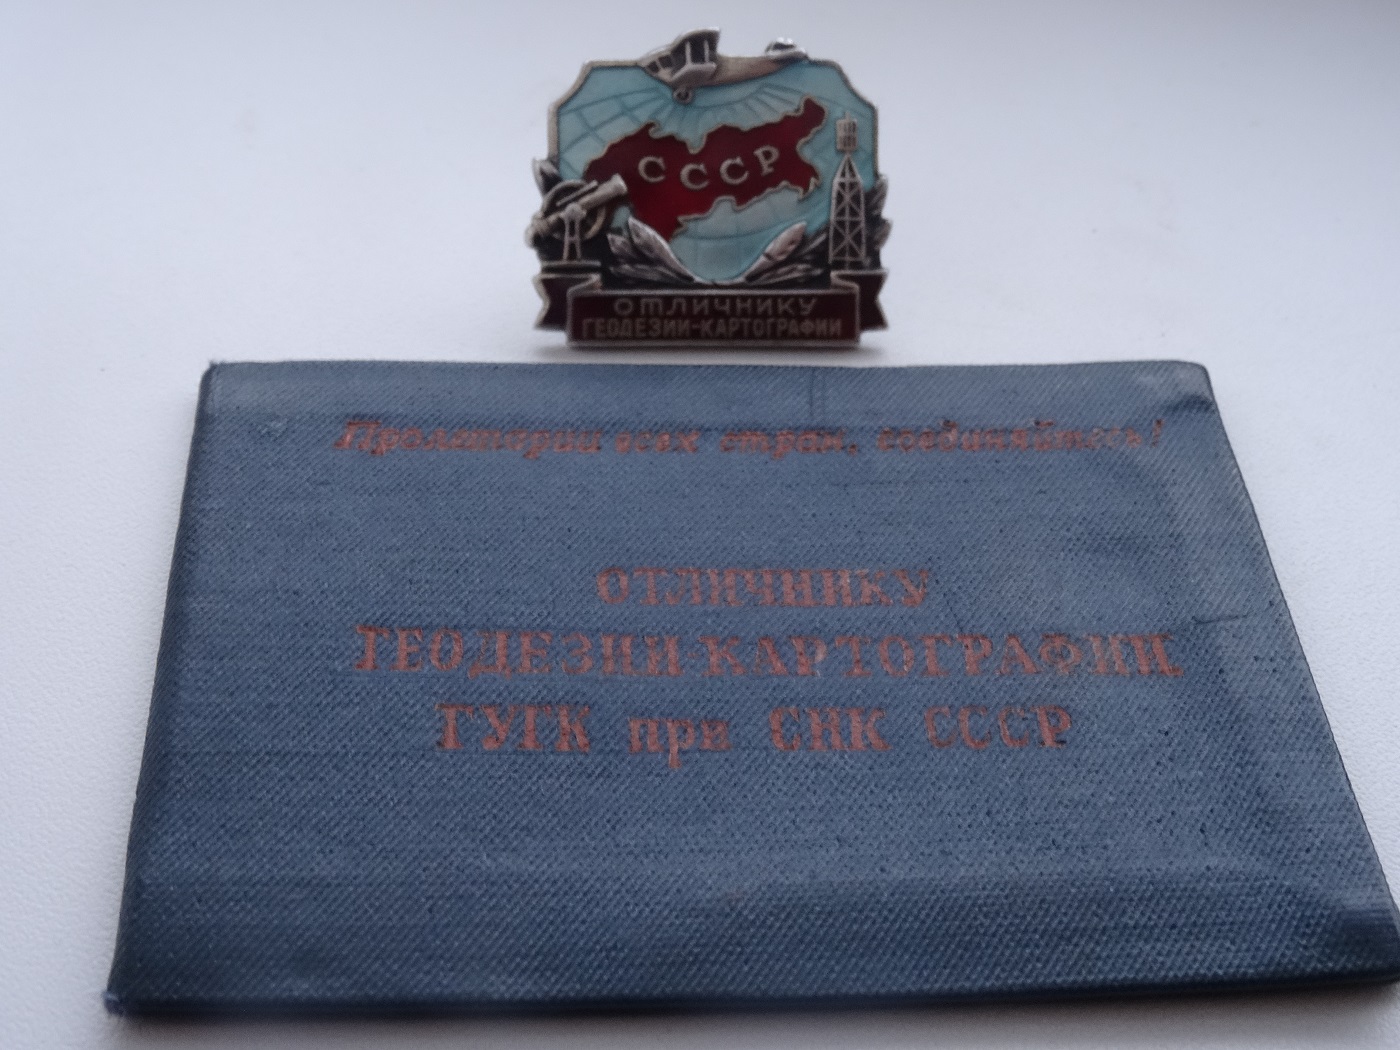 СССР
ОТЛИЧНИКУ
ГЕОДЕЗИИ-КАРТОГРАФИИ
Пролетарии всех стран, соединяйтесь!
ОТЛИЧНИКУ
ГЕОДЕЗИИ-КАРТОГРАФИИ
ГУГК при СНК СССР